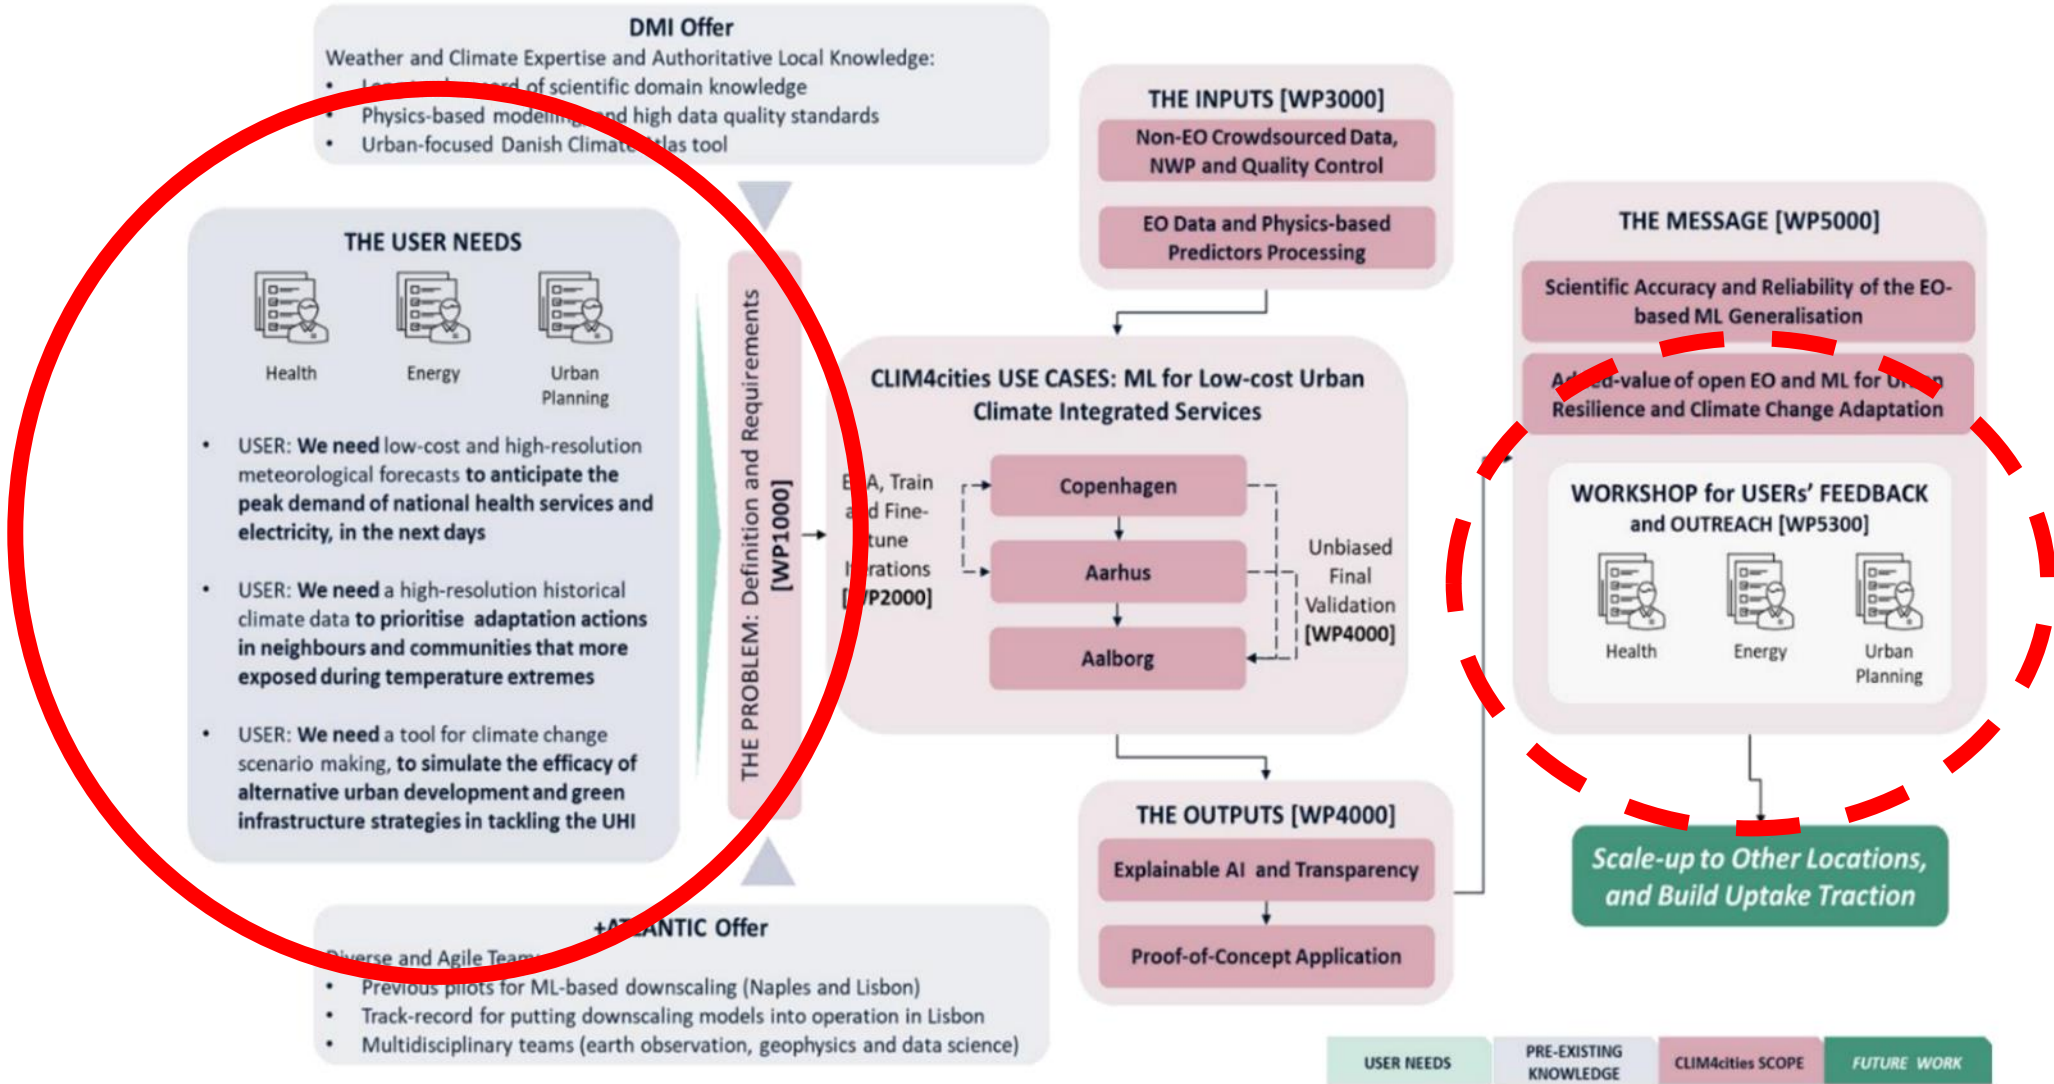 DMI Offer
Weather and Climate Expertise and Authoritative Local Knowledge:
• of scientific domain knowledge
• Physics-based modelling and high data quality standards
• Urban-focused Danish Climate Atlas tool
THE USER NEEDS
Health
Energy
Urban
Planning
• USER: We need low-cost and high-resolution
meteorological forecasts to anticipate the
peak demand of national health services and
electricity, in the next days
• USER: We need a high-resolution historical
climate data to prioritise adaptation actions
in neighbours and communities that more
exposed during temperature extremes
• USER: We need a tool for climate change
scenario making, to simulate the efficacy of
alternative urban development and green
infrastructure strategies in tackling the UHI
THE PROBLEM: Definition and Requirements
[WP1000]
+ATLANTIC Offer
Diverse and Agile Team
• Previous pilots for ML-based downscaling (Naples and Lisbon)
• Track-record for putting downscaling models into operation in Lisbon
• Multidisciplinary teams (earth observation, geophysics and data science)
THE INPUTS [WP3000]
Non-EO Crowdsourced Data,
NWP and Quality Control
EO Data and Physics-based
Predictors Processing
CLIM4cities USE CASES: ML for Low-cost Urban
Climate Integrated Services
Train
and Fine-
tune
Iterations
[WP2000]
Copenhagen
Aarhus
Aalborg
Unbiased
Final
Validation
[WP4000]
THE OUTPUTS [WP4000]
Explainable AI and Transparency
Proof-of-Concept Application
THE MESSAGE [WP5000]
Scientific Accuracy and Reliability of the EO-
based ML Generalisation
Added-value of open EO and ML for Urban
Resilience and Climate Change Adaptation
WORKSHOP for USERs’ FEEDBACK
and OUTREACH [WP5300]
Health
Energy
Urban
Planning
Scale-up to Other Locations,
and Build Uptake Traction
USER NEEDS
PRE-EXISTING
KNOWLEDGE
CLIM4cities SCOPE
FUTURE WORK